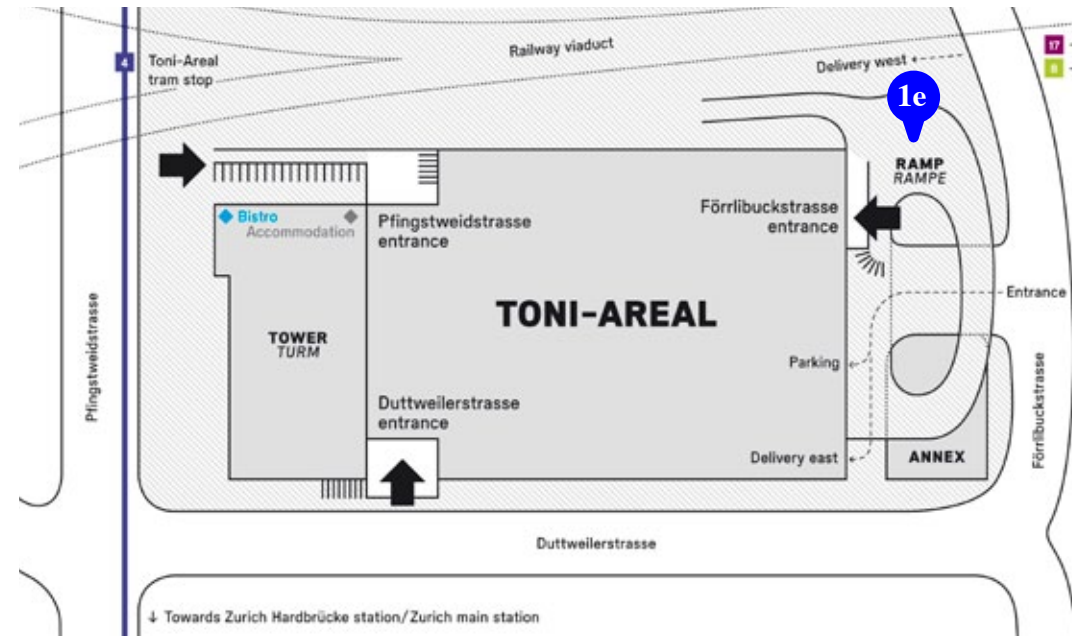 Railway viaduct
17
4
Toni-Areal
tram stop
Delivery west
1e
RAMP
RAMPE
Bistro
Accommodation
Pfingstweidstrasse
entrance
Förrlibuckstrasse
entrance
Entrance
TONI-AREAL
TOWER
TURM
Pfingstweidstrasse
Parking
Förrlibuckstrasse
Duttweilerstrasse
entrance
Delivery east
ANNEX
Duttweilerstrasse
↓ Towards Zurich Hardbrücke station/Zurich main station